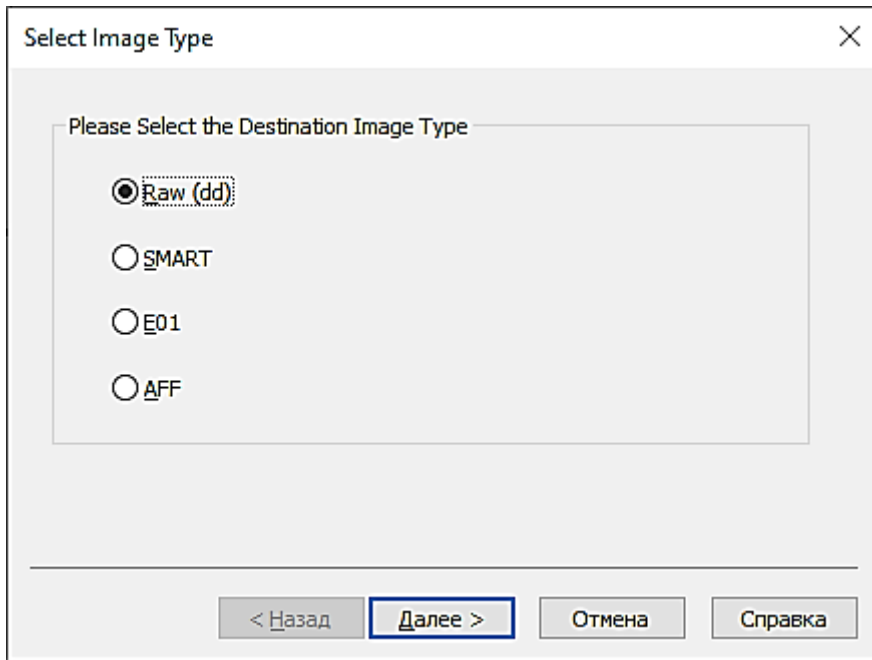 Select Image Type
Please Select the Destination Image Type
Raw (dd)
SMART
E01
AFF
< Назад Далее > Отмена Справка